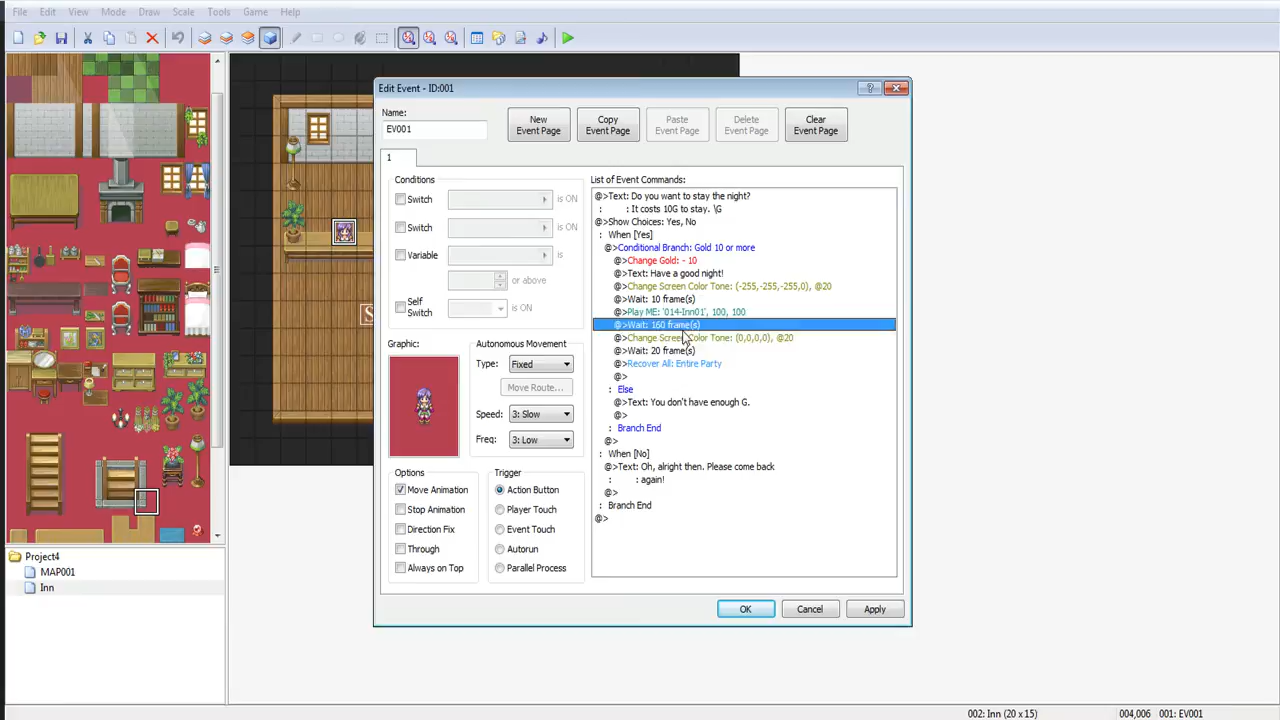 File Edit View Mode Draw Scale Tools Game Help
Edit Event - ID:001
Name:
EV001
New
Event Page
Copy
Event Page
Paste
Event Page
Delete
Event Page
Clear
Event Page
1
Conditions
Switch
is ON
Switch
is ON
Variable
is
or above
Self
Switch
is ON
Graphic:
Autonomous Movement
Type: Fixed
Move Route...
Speed: 3: Slow
Freq: 3: Low
Options
Move Animation
Stop Animation
Direction Fix
Through
Always on Top
Trigger
Action Button
Player Touch
Event Touch
Autorun
Parallel Process
List of Event Commands:
@>Text: Do you want to stay the night?
: : It costs 10G to stay. \G
@>Show Choices: Yes, No
: When [Yes]
@>Conditional Branch: Gold 10 or more
@>Change Gold: - 10
@>Text: Have a good night!
@>Change Screen Color Tone: (-255,-255,-255,0), @20
@>Wait: 10 frame(s)
@>Play ME: '014-Inn01', 100, 100
@>Wait: 160 frame(s)
@>Change Screen Color Tone: (0,0,0,0), @20
@>Wait: 20 frame(s)
@>Recover All: Entire Party
@>
: Else
@>Text: You don't have enough G.
@>
: Branch End
@>
: When [No]
@>Text: Oh, alright then. Please come back
: : again!
@>
: Branch End
@>
OK Cancel Apply
S
Project4
MAP001
Inn
002: Inn (20 x 15) 004,006 001: EV001